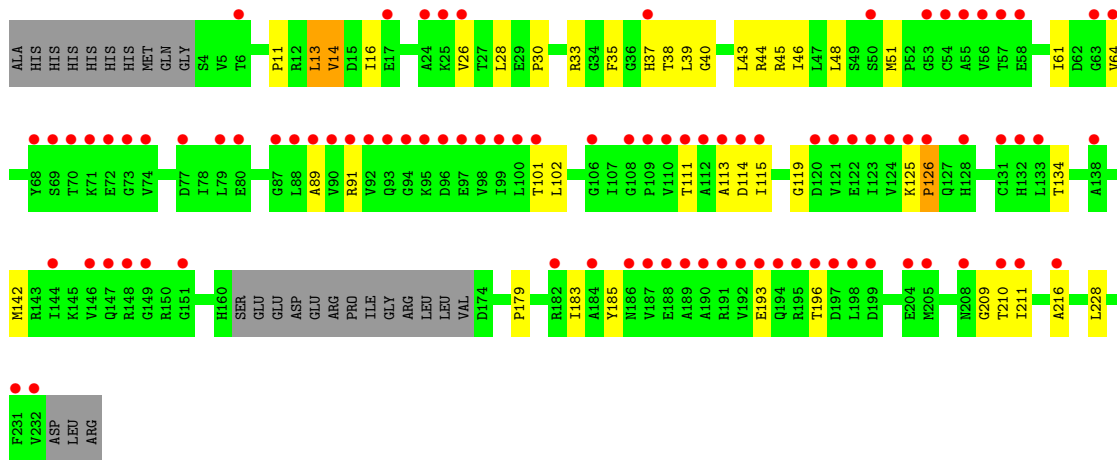 ALA HIS HIS HIS HIS HIS HIS MET GLN GLY S4 V5 T6 P11 R12 L13 V14 D15 I16 E17 A24 K25 V26 T27 L28 E29 P30 R33 G34 F35 G36 H37 T38 L39 G40 L43 R44 R45 I46 L47 L48 S49 S50 M51 P52 G53 C54 A55 V56 T57 E58 I61 D62 G63 V64
Y68 S69 T70 K71 E72 G73 V74 D77 I78 L79 E80 G87 L88 A89 V90 R91 V92 Q93 G94 K95 D96 E97 V98 I99 L100 T101 L102 G106 I107 G108 P109 V110 T111 A112 A113 D114 I115 G119 D120 V121 E122 I123 V124 K125 P126 Q127 H128 C131 H132 L133 T134 A138
M142 R143 I144 K145 V146 Q147 R148 G149 R150 G151 H160 SER GLU GLU ASP GLU ARG PRO ILE GLY ARG LEU LEU VAL D174 P179 R182 I183 A184 Y185 N186 V187 E188 A189 A190 R191 V192 E193 Q194 R195 T196 D197 L198 D199 E204 M205 N208 G209 T210 I211 A216 L228
F231 V232 ASP LEU ARG